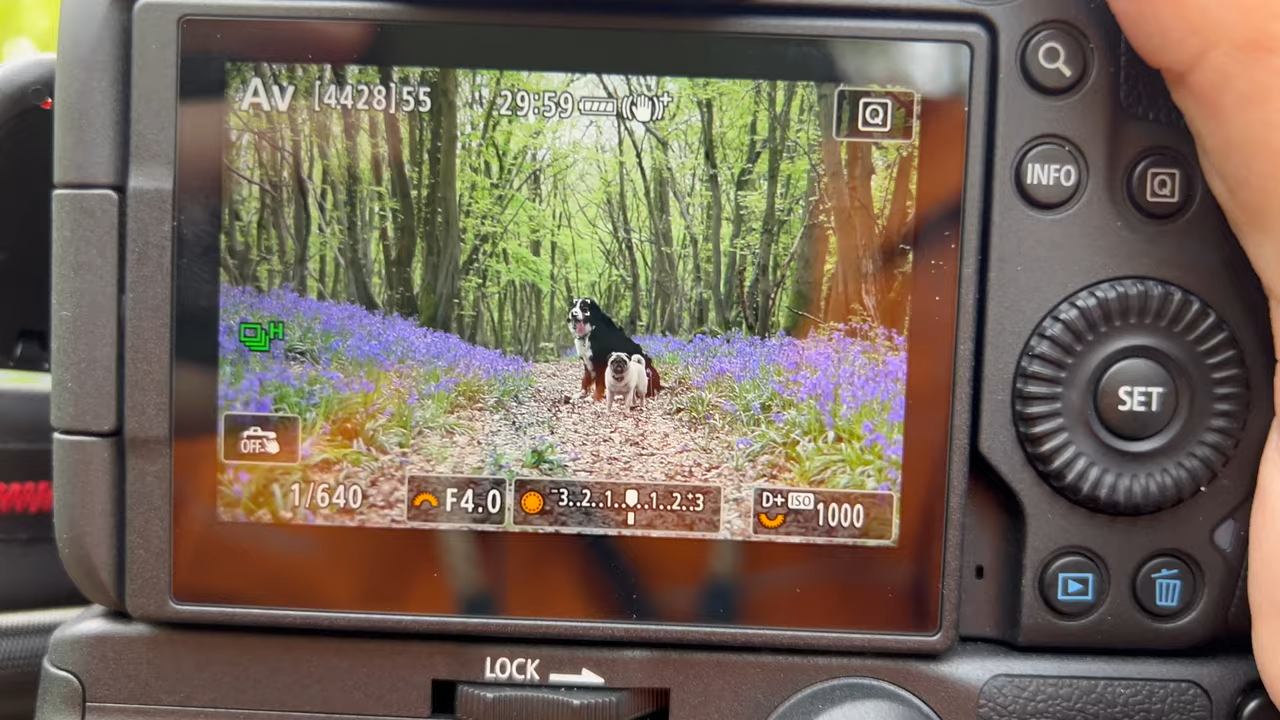 Av [4428]55 29:59
Q
INFO
Q
H
SET
OFF
1/640 F4.0 -3..2..1..0..1..2..+3 D+ ISO 1000
LOCK